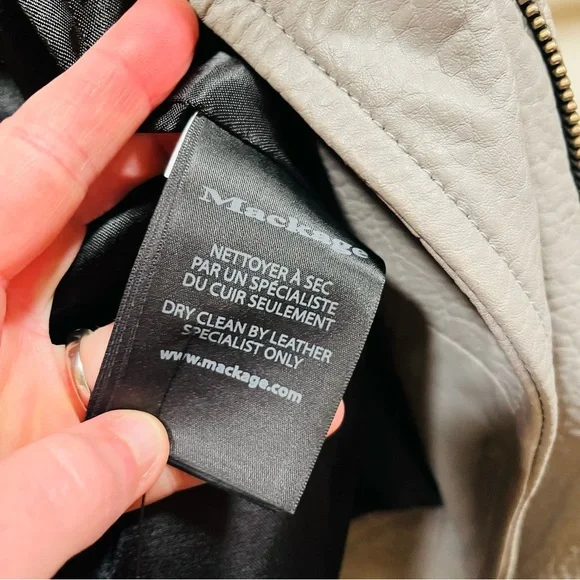 Mackage
NETTOYER À SEC
PAR UN SPÉCIALISTE
DU CUIR SEULEMENT
DRY CLEAN BY LEATHER
SPECIALIST ONLY
www.mackage.com